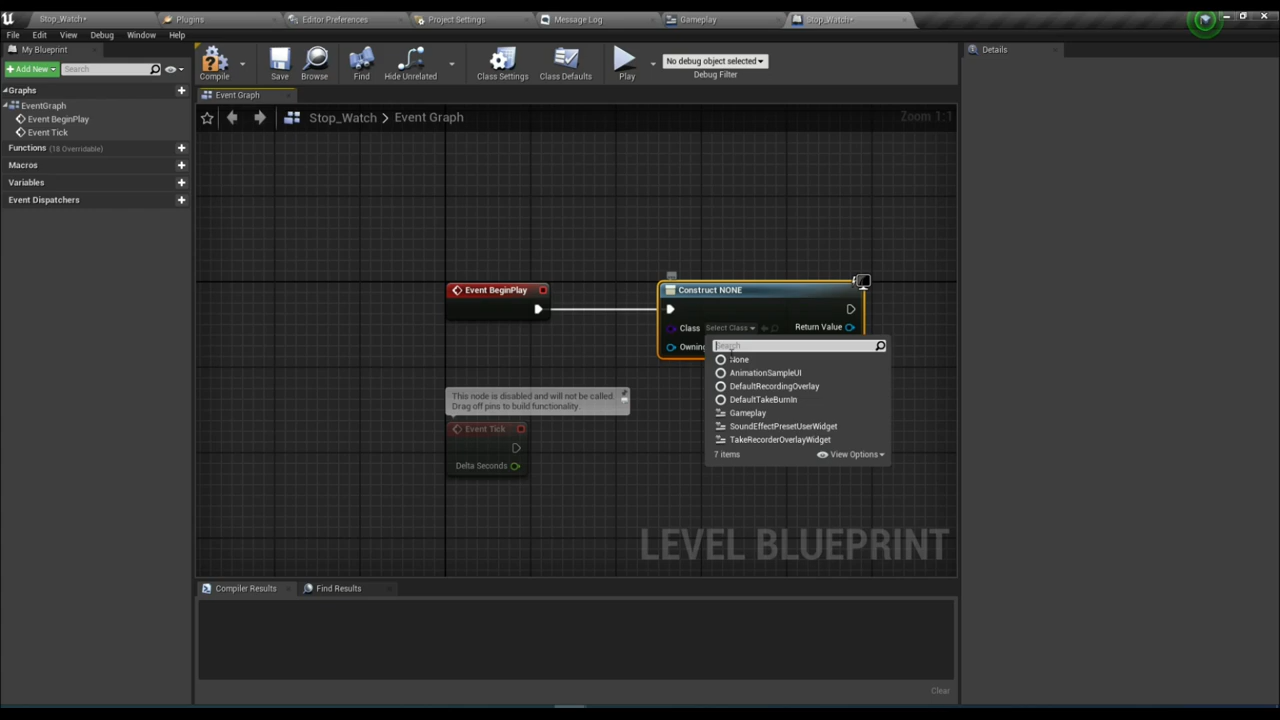 Stop_Watch•
Plugins
Editor Preferences
Project Settings
Message Log
Gameplay
Stop_Watch•
File Edit View Debug Window Help
My Blueprint
Add New
Search
Graphs
EventGraph
Event BeginPlay
Event Tick
Functions (18 Overridable)
Macros
Variables
Event Dispatchers
Compile
Save
Browse
Find
Hide Unrelated
Class Settings
Class Defaults
Play
No debug object selected
Debug Filter
Event Graph
Stop_Watch > Event Graph
Zoom 1:1
Event BeginPlay
Construct NONE
Class Select Class Return Value
Owning
Search
None
AnimationSampleUI
DefaultRecordingOverlay
DefaultTakeBurnIn
Gameplay
SoundEffectPresetUserWidget
TakeRecorderOverlayWidget
7 items View Options
This node is disabled and will not be called.
Drag off pins to build functionality.
Event Tick
Delta Seconds
LEVEL BLUEPRINT
Compiler Results
Find Results
Clear
Details